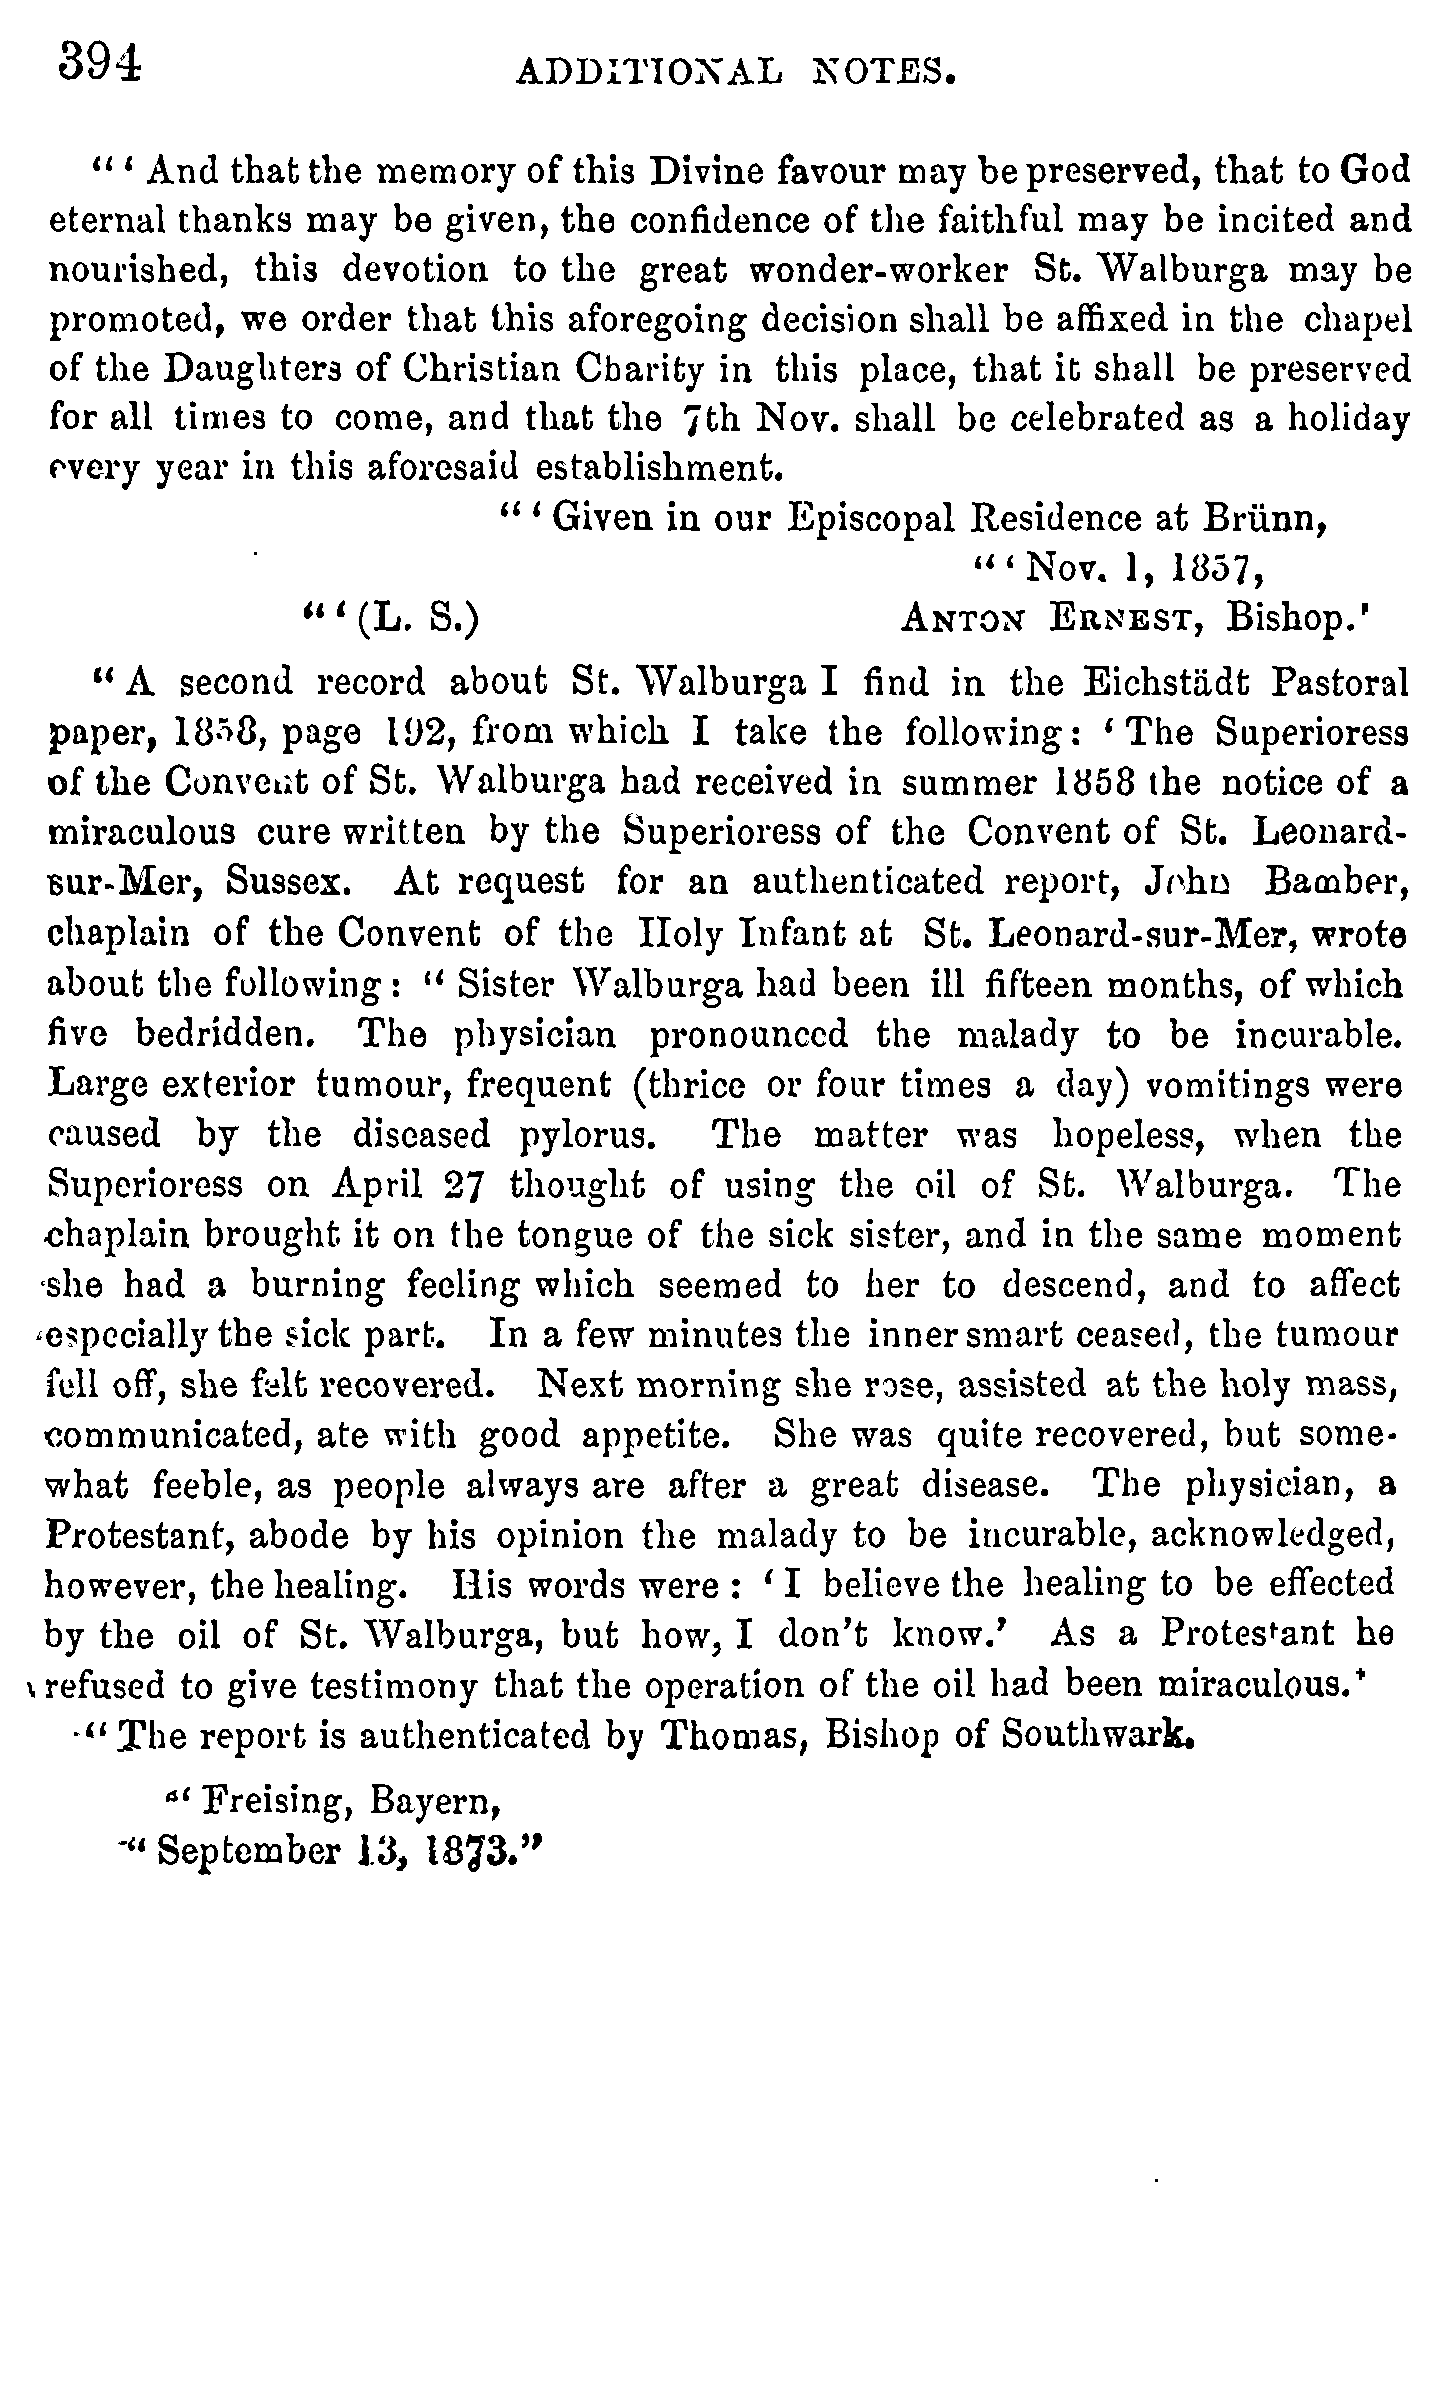 394
ADDITIONAL NOTES.
"' And that the memory of this Divine favour may be preserved, that to God
eternal thanks may be given, the confidence of the faithful may be incited and
nourished, this devotion to the great wonder-worker St. Walburga may be
promoted, we order that this aforegoing decision shall be affixed in the chapel
of the Daughters of Christian Charity in this place, that it shall be preserved
for all times to come, and that the 7th Nov. shall be celebrated as a holiday
every year in this aforesaid establishment.
"' Given in our Episcopal Residence at Brünn,
"' Nov. 1, 1857,
"' (L. S.) ANTON ERNEST, Bishop.'
" A second record about St. Walburga I find in the Eichstädt Pastoral
paper, 1858, page 192, from which I take the following: ' The Superioress
of the Convent of St. Walburga had received in summer 1858 the notice of a
miraculous cure written by the Superioress of the Convent of St. Leonard-
sur-Mer, Sussex. At request for an authenticated report, John Bamber,
chaplain of the Convent of the Holy Infant at St. Leonard-sur-Mer, wrote
about the following: " Sister Walburga had been ill fifteen months, of which
five bedridden. The physician pronounced the malady to be incurable.
Large exterior tumour, frequent (thrice or four times a day) vomitings were
caused by the diseased pylorus. The matter was hopeless, when the
Superioress on April 27 thought of using the oil of St. Walburga. The
chaplain brought it on the tongue of the sick sister, and in the same moment
she had a burning feeling which seemed to her to descend, and to affect
especially the sick part. In a few minutes the inner smart ceased, the tumour
fell off, she felt recovered. Next morning she rose, assisted at the holy mass,
communicated, ate with good appetite. She was quite recovered, but some-
what feeble, as people always are after a great disease. The physician, a
Protestant, abode by his opinion the malady to be incurable, acknowledged,
however, the healing. His words were : ' I believe the healing to be effected
by the oil of St. Walburga, but how, I don't know.' As a Protestant he
refused to give testimony that the operation of the oil had been miraculous.'
" The report is authenticated by Thomas, Bishop of Southwark.
" Freising, Bayern,
" September 13, 1873."